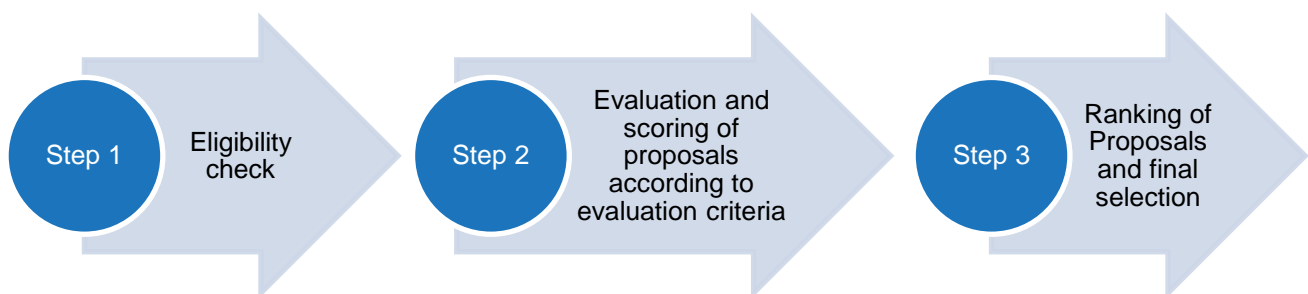 Step 1
Eligibility
check
Step 2
Evaluation and
scoring of
proposals
according to
evaluation criteria
Step 3
Ranking of
Proposals
and final
selection